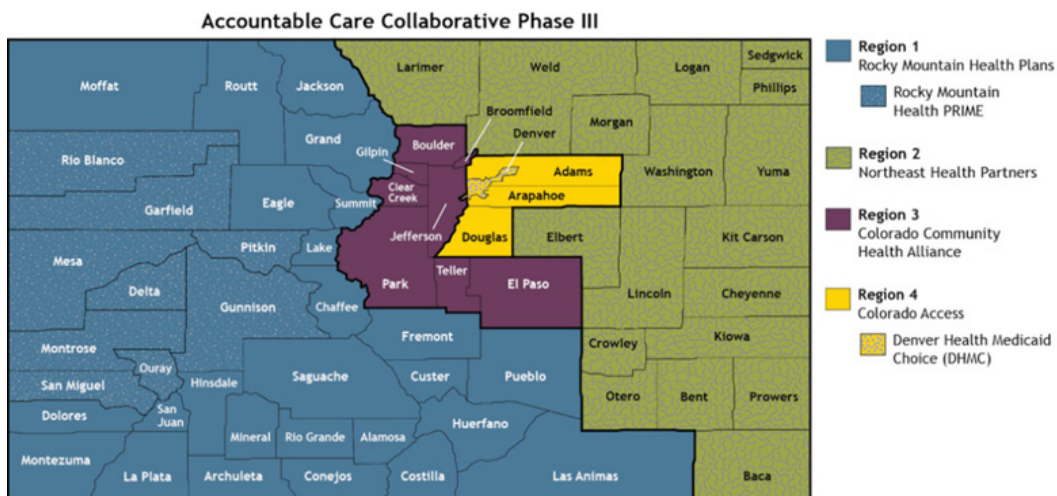 Accountable Care Collaborative Phase III
Moffat
Routt
Jackson
Larimer
Weld
Logan
Sedgwick
Phillips
Grand
Boulder
Broomfield
Denver
Morgan
Rio Blanco
Gilpin
Clear
Creek
Adams
Arapahoe
Washington
Yuma
Garfield
Eagle
Summit
Jefferson
Douglas
Elbert
Kit Carson
Mesa
Pitkin
Lake
Park
Teller
El Paso
Lincoln
Cheyenne
Delta
Gunnison
Chaffee
Fremont
Crowley
Kiowa
Montrose
Ouray
Hinsdale
Saguache
Custer
Pueblo
San Miguel
Otero
Bent
Prowers
Dolores
San
Juan
Mineral
Rio Grande
Alamosa
Huerfano
Montezuma
La Plata
Archuleta
Conejos
Costilla
Las Animas
Baca
Region 1
Rocky Mountain Health Plans
Rocky Mountain
Health PRIME
Region 2
Northeast Health Partners
Region 3
Colorado Community
Health Alliance
Region 4
Colorado Access
Denver Health Medicaid
Choice (DHMC)